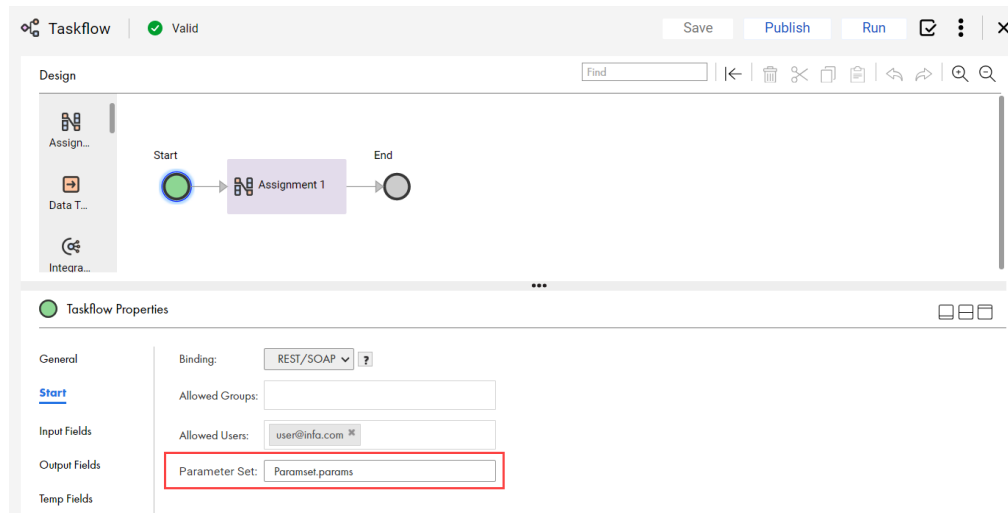 Taskflow Valid Save Publish Run
Design Find
Assign...
Start End
Assignment 1
Data T...
Integra...
Taskflow Properties
General Binding: REST/SOAP ?
Start Allowed Groups:
Input Fields Allowed Users: user@infa.com
Output Fields Parameter Set: Paramset.params
Temp Fields